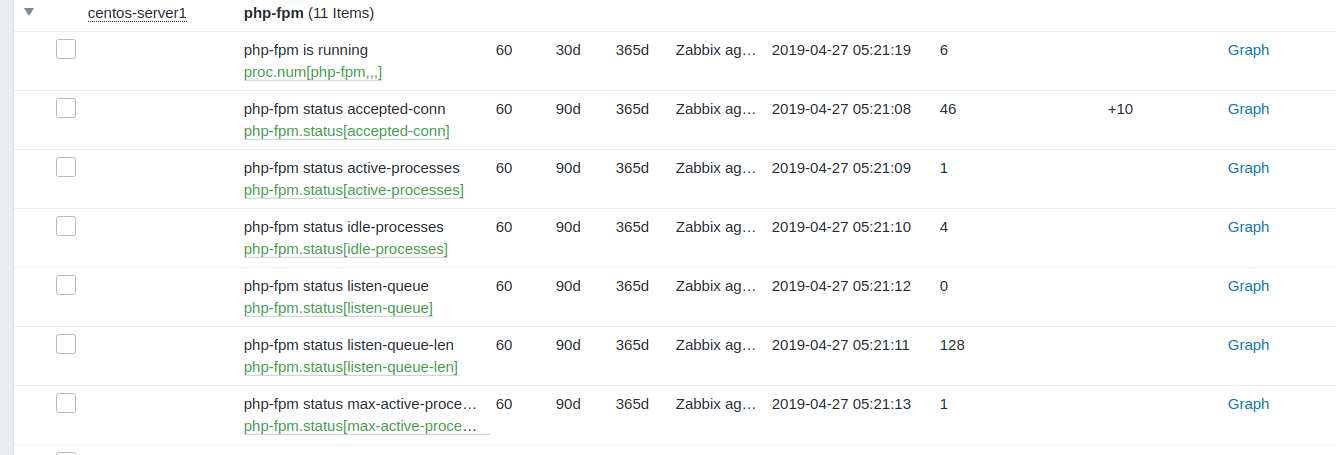 centos-server1 php-fpm (11 Items)
php-fpm is running 60 30d 365d Zabbix ag… 2019-04-27 05:21:19 6 Graph
proc.num[php-fpm,,,]
php-fpm status accepted-conn 60 90d 365d Zabbix ag… 2019-04-27 05:21:08 46 +10 Graph
php-fpm.status[accepted-conn]
php-fpm status active-processes 60 90d 365d Zabbix ag… 2019-04-27 05:21:09 1 Graph
php-fpm.status[active-processes]
php-fpm status idle-processes 60 90d 365d Zabbix ag… 2019-04-27 05:21:10 4 Graph
php-fpm.status[idle-processes]
php-fpm status listen-queue 60 90d 365d Zabbix ag… 2019-04-27 05:21:12 0 Graph
php-fpm.status[listen-queue]
php-fpm status listen-queue-len 60 90d 365d Zabbix ag… 2019-04-27 05:21:11 128 Graph
php-fpm.status[listen-queue-len]
php-fpm status max-active-proce… 60 90d 365d Zabbix ag… 2019-04-27 05:21:13 1 Graph
php-fpm.status[max-active-proce…